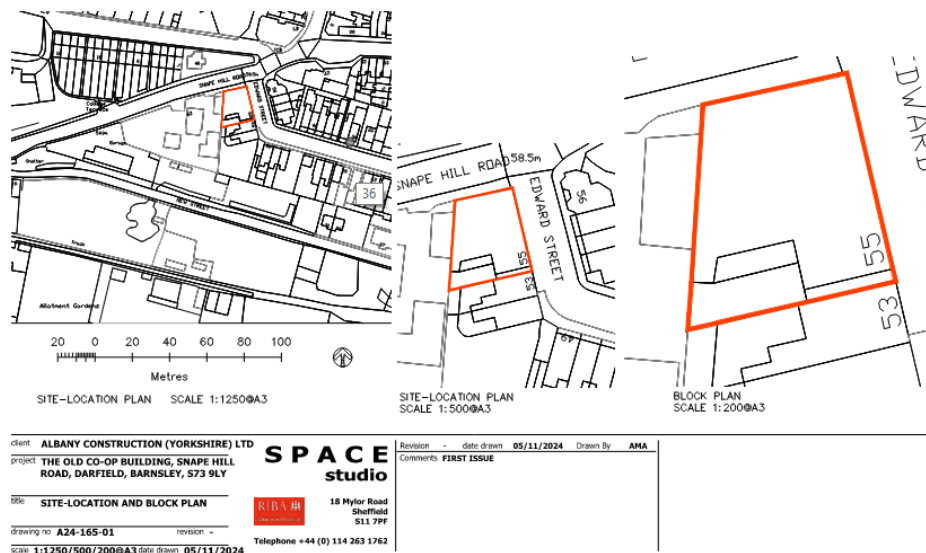 SNAPE HILL ROAD
EDWARD STREET
Garage
Shelter
36
NEW STREET
Track
Allotment Gardens
20 0 20 40 60 80 100
Metres
SITE-LOCATION PLAN SCALE 1:1250@A3
SNAPE HILL ROAD 58.5m
EDWARD STREET
56
55
53
49
SITE-LOCATION PLAN
SCALE 1:500@A3
EDWARD
55
53
BLOCK PLAN
SCALE 1:200@A3
client ALBANY CONSTRUCTION (YORKSHIRE) LTD
project THE OLD CO-OP BUILDING, SNAPE HILL
ROAD, DARFIELD, BARNSLEY, S73 9LY
title SITE-LOCATION AND BLOCK PLAN
drawing no A24-165-01 revision -
scale 1:1250/500/200@A3 date drawn 05/11/2024
SPACE
studio
RIBA
18 Mylor Road
Sheffield
S11 7PF
Telephone +44 (0) 114 263 1762
Revision - date drawn 05/11/2024 Drawn By AMA
Comments FIRST ISSUE